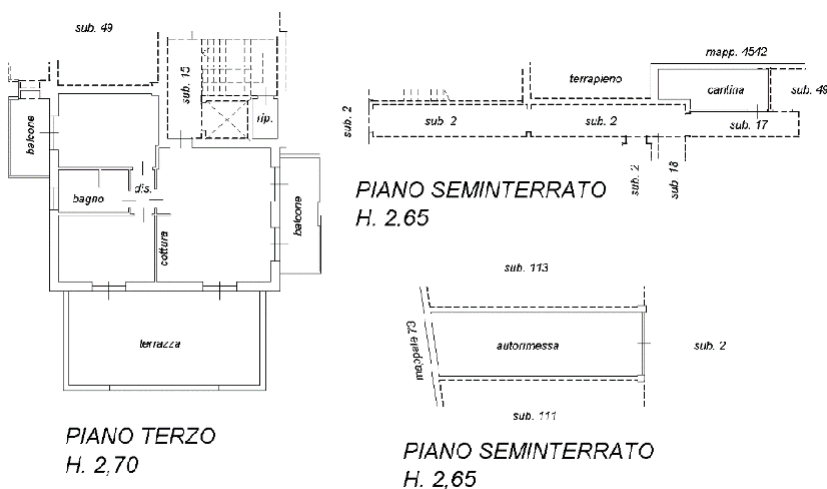 sub. 49
sub. 15
rip.
balcone
bagno
dis.
cottura
balcone
terrazza
PIANO TERZO
H. 2,70
mapp. 4542
terrapieno
cantina
sub. 49
sub. 2
sub. 2
sub. 2
sub. 17
sub. 2
sub. 18
PIANO SEMINTERRATO
H. 2,65
sub. 113
mappale 73
autorimessa
sub. 2
sub. 111
PIANO SEMINTERRATO
H. 2,65